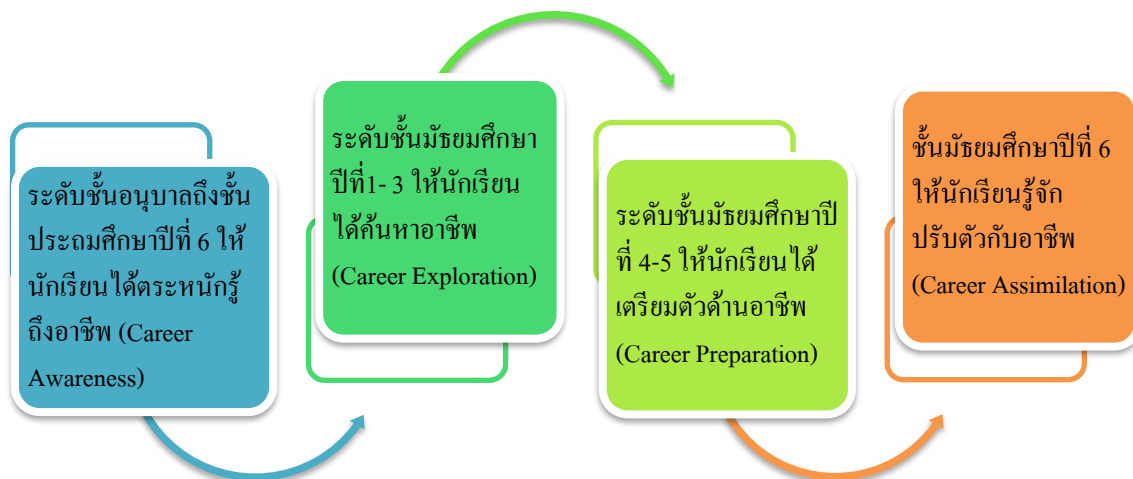 ระดับชั้นอนุบาลถึงชั้น
ประถมศึกษาปีที่ 6 ให้
นักเรียนได้ตระหนักรู้
ถึงอาชีพ (Career
Awareness)
ระดับชั้นมัธยมศึกษา
ปีที่1- 3 ให้นักเรียน
ได้ค้นหาอาชีพ
(Career Exploration)
ระดับชั้นมัธยมศึกษาปี
ที่ 4-5 ให้นักเรียนได้
เตรียมตัวด้านอาชีพ
(Career Preparation)
ชั้นมัธยมศึกษาปีที่ 6
ให้นักเรียนรู้จัก
ปรับตัวกับอาชีพ
(Career Assimilation)